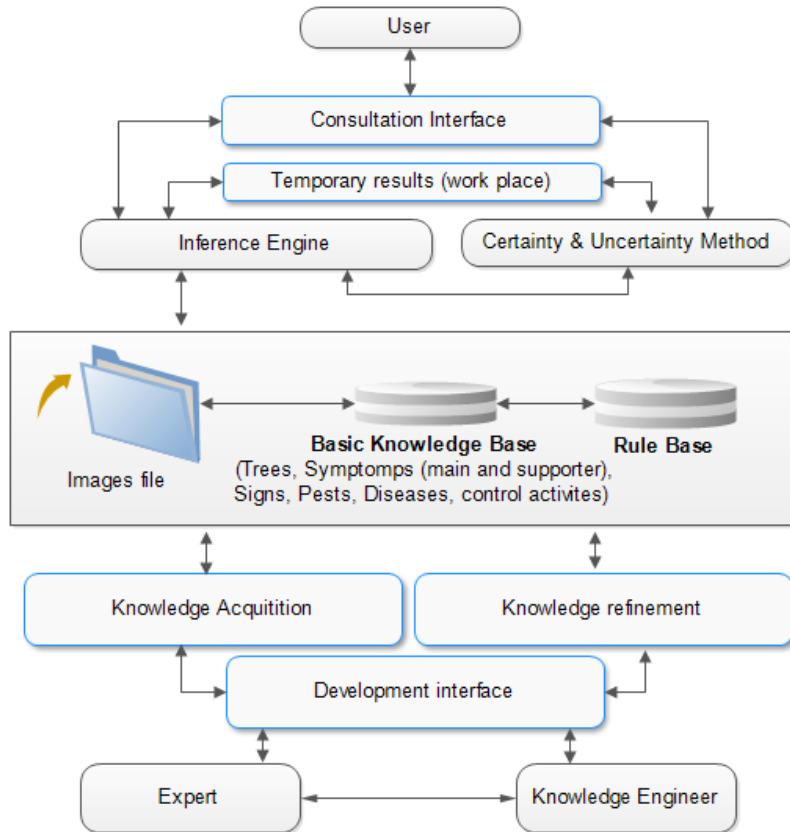 User
Consultation Interface
Temporary results (work place)
Inference Engine
Certainty & Uncertainty Method
Images file
Basic Knowledge Base
(Trees, Symptomps (main and supporter),
Signs, Pests, Diseases, control activites)
Rule Base
Knowledge Acquitition
Knowledge refinement
Development interface
Expert
Knowledge Engineer